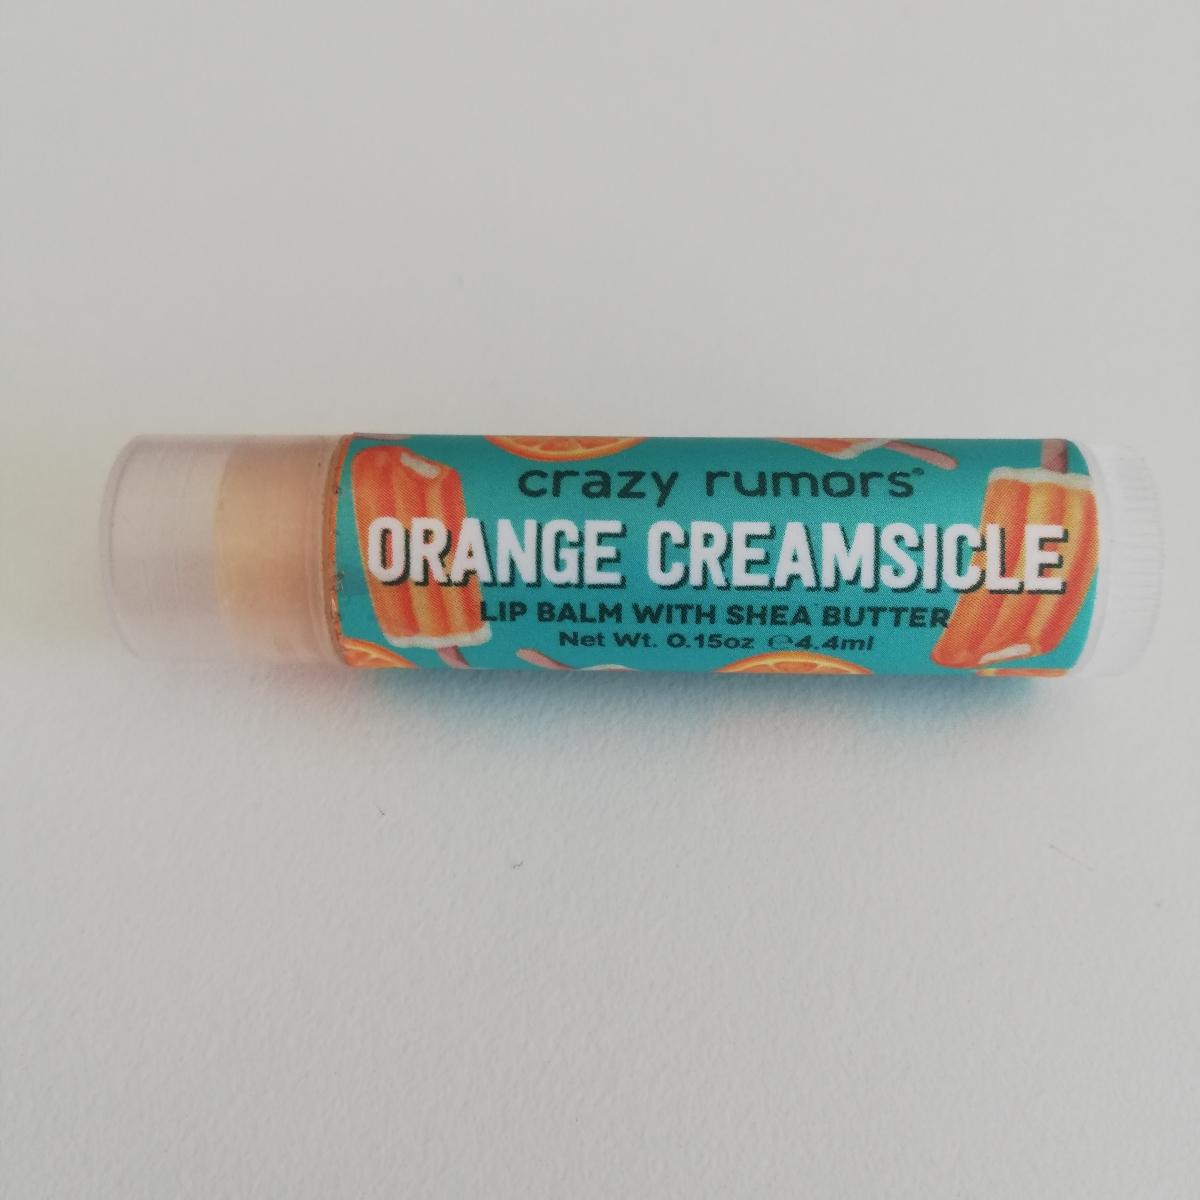 crazy rumors®
ORANGE CREAMSICLE
LIP BALM WITH SHEA BUTTER
Net Wt. 0.15oz ℮4.4ml